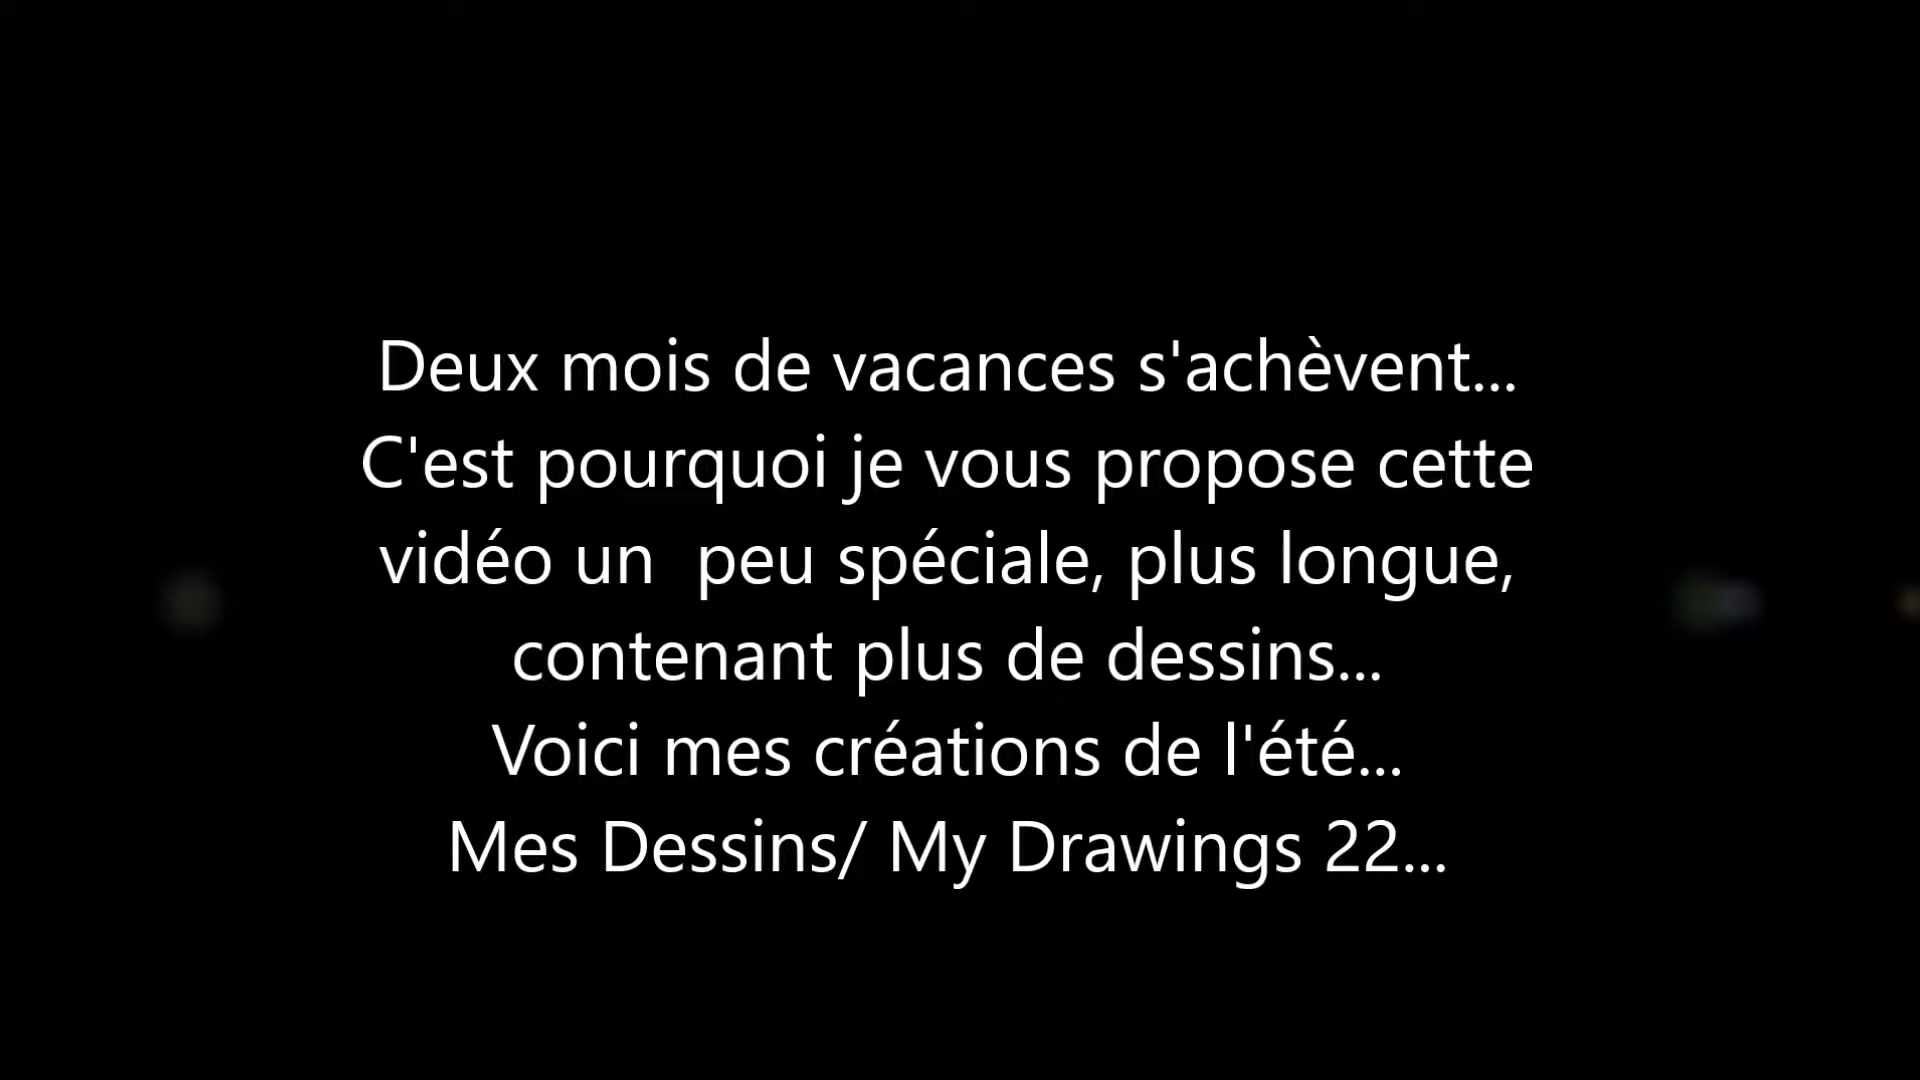 Deux mois de vacances s'achèvent...
C'est pourquoi je vous propose cette
vidéo un  peu spéciale, plus longue,
contenant plus de dessins...
Voici mes créations de l'été...
Mes Dessins/ My Drawings 22...